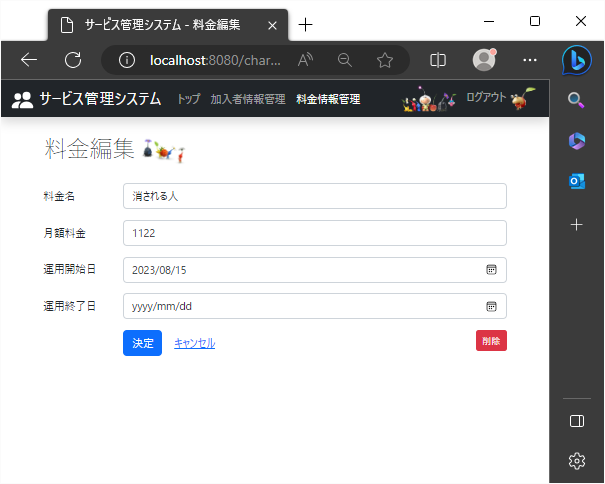 サービス管理システム - 料金編集
localhost:8080/char...
サービス管理システム トップ 加入者情報管理 料金情報管理 ログアウト
料金編集
料金名 消される人
月額料金 1122
運用開始日 2023/08/15
運用終了日 yyyy/mm/dd
決定 キャンセル 削除